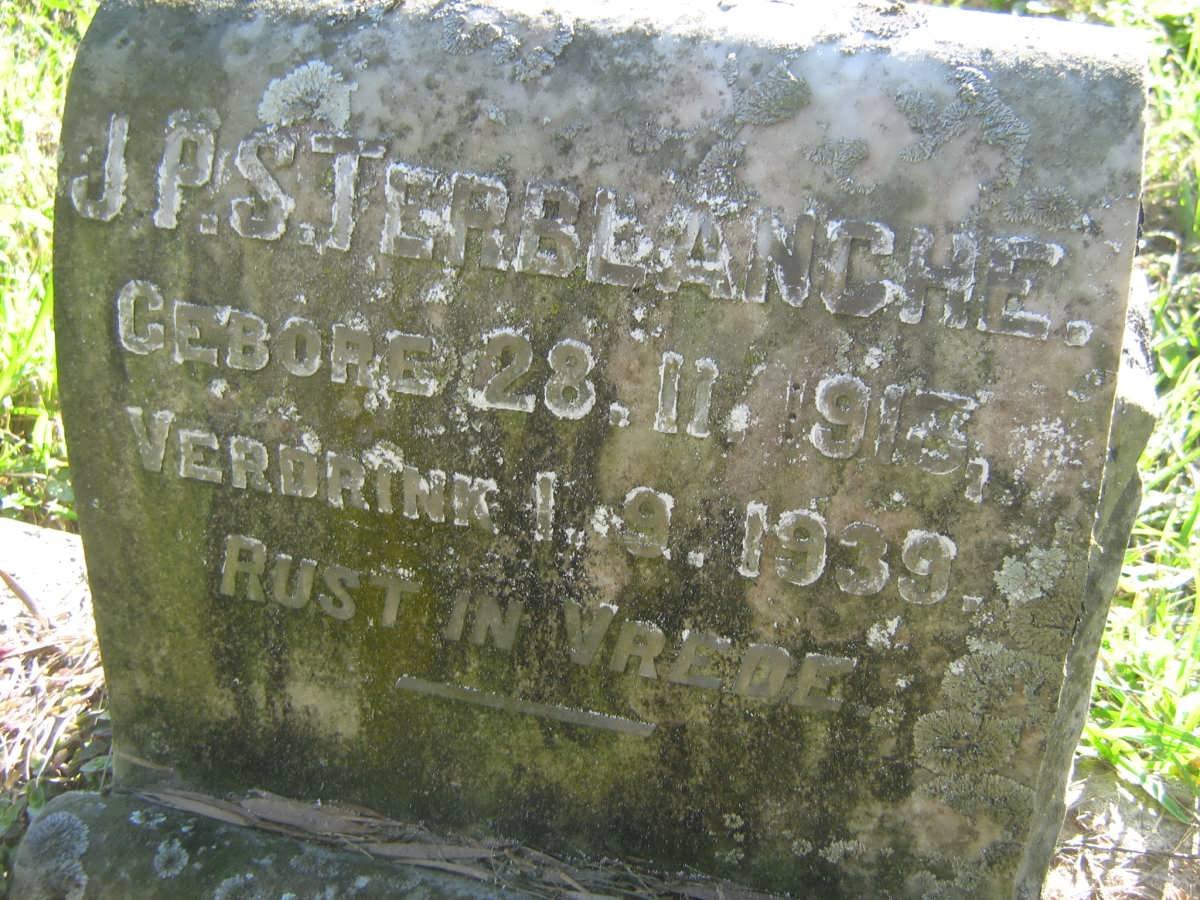 J.P.S. TERBLANCHE.
GEBORE 28.11.1913,
VERDRINK 1.9.1939.
RUST IN VREDE